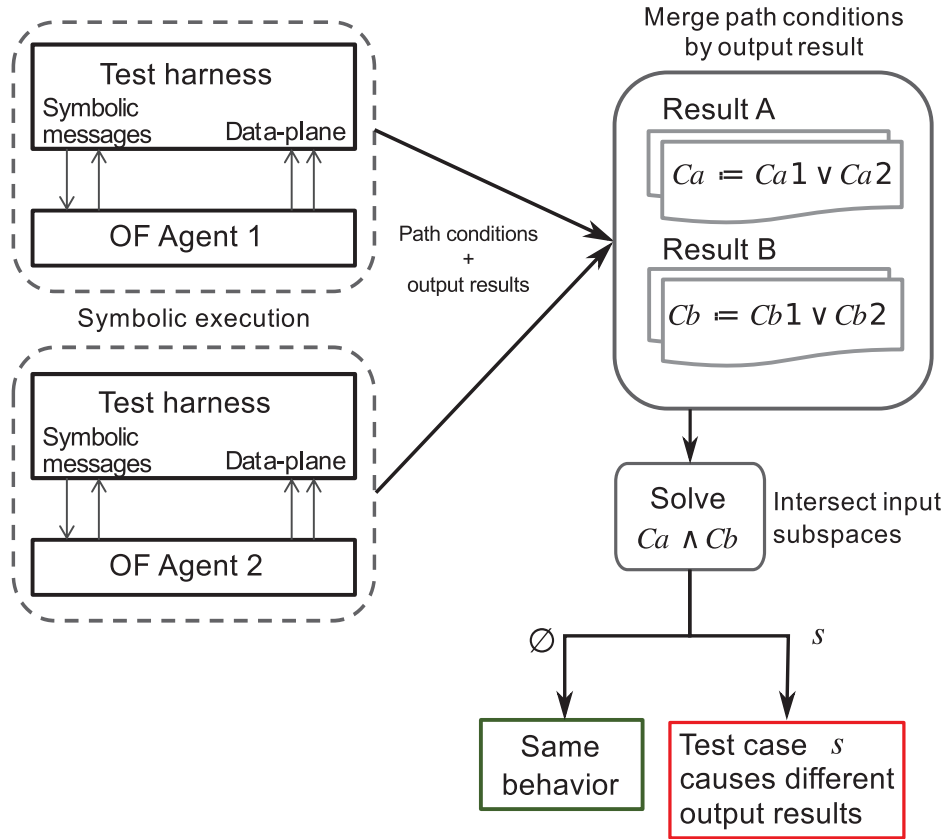 Test harness
Symbolic
messages
Data-plane
OF Agent 1
Symbolic execution
Test harness
Symbolic
messages
Data-plane
OF Agent 2
Path conditions
+
output results
Merge path conditions
by output result
Result A
Ca ≔ Ca1 ∨ Ca2
Result B
Cb ≔ Cb1 ∨ Cb2
Solve
Ca ∧ Cb
Intersect input
subspaces
∅
s
Same
behavior
Test case s
causes different
output results